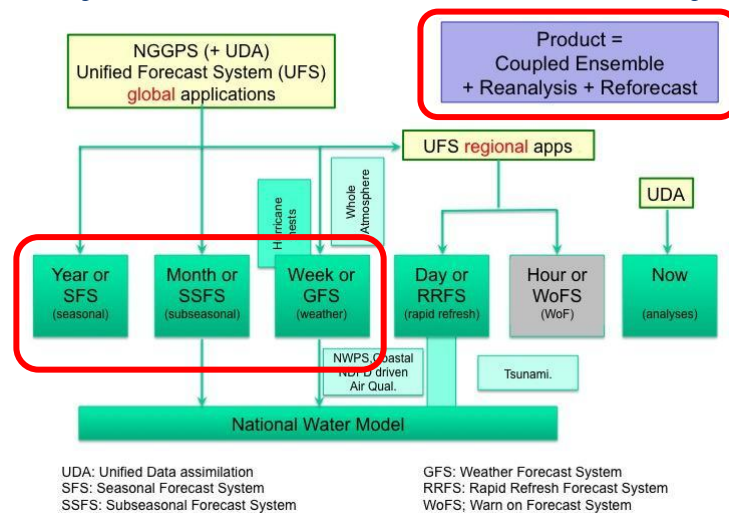 NGGPS (+ UDA)
Unified Forecast System (UFS)
global applications
Product =
Coupled Ensemble
+ Reanalysis + Reforecast
UFS regional apps
Hurricane
nests
Whole
Atmosphere
UDA
Year or
SFS
(seasonal)
Month or
SSFS
(subseasonal)
Week or
GFS
(weather)
Day or
RRFS
(rapid refresh)
Hour or
WoFS
(WoF)
Now
(analyses)
NWPS,Coastal
NDFD driven
Air Qual.
Tsunami.
National Water Model
UDA: Unified Data assimilation
SFS: Seasonal Forecast System
SSFS: Subseasonal Forecast System
GFS: Weather Forecast System
RRFS: Rapid Refresh Forecast System
WoFS; Warn on Forecast System